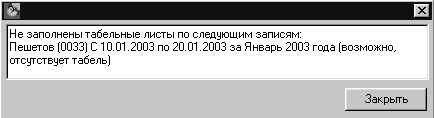 Не заполнены табельные листы по следующим записям:
Пешетов (0033) С 10.01.2003 по 20.01.2003 за Январь 2003 года (возможно,
отсутствует табель)
Закрыть